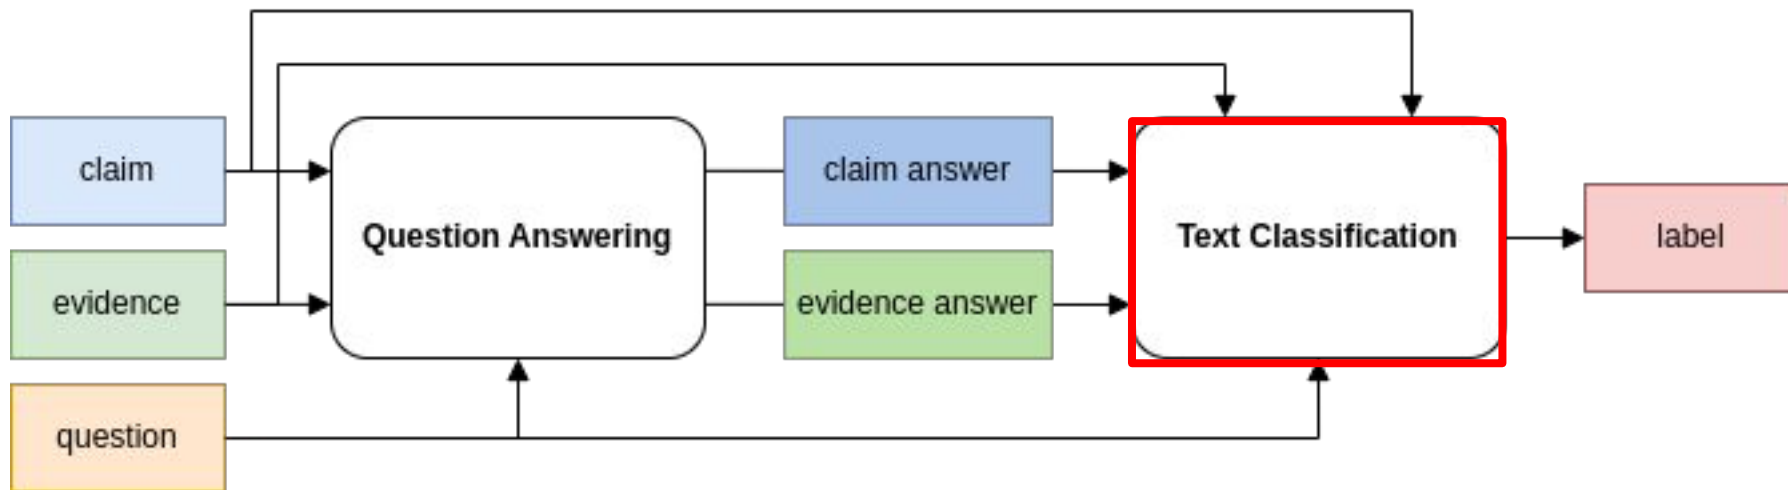 claim
claim answer
Question Answering
Text Classification
label
evidence
evidence answer
question